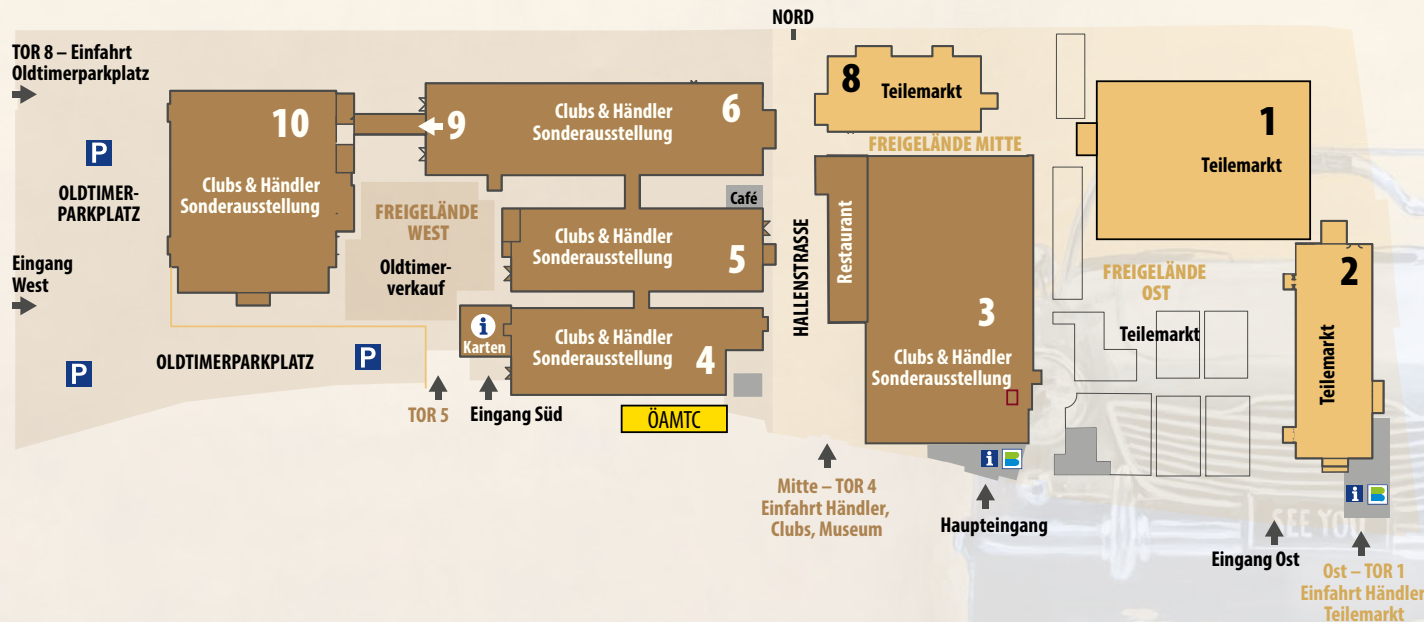 NORD
TOR 8 – Einfahrt
Oldtimerparkplatz
P
OLDTIMER-
PARKPLATZ
Eingang
West
P
OLDTIMERPARKPLATZ
P
10
Clubs & Händler
Sonderausstellung
9
Clubs & Händler
Sonderausstellung
6
FREIGELÄNDE
WEST
Oldtimer-
verkauf
Café
Clubs & Händler
Sonderausstellung
5
i
Karten
Clubs & Händler
Sonderausstellung
4
TOR 5
Eingang Süd
ÖAMTC
HALLENSTRASSE
8
Teilemarkt
FREIGELÄNDE MITTE
Restaurant
3
Clubs & Händler
Sonderausstellung
i
Mitte – TOR 4
Einfahrt Händler,
Clubs, Museum
Haupteingang
1
Teilemarkt
FREIGELÄNDE
OST
Teilemarkt
2
Teilemarkt
i
SEE YOU
Eingang Ost
Ost – TOR 1
Einfahrt Händler
Teilemarkt